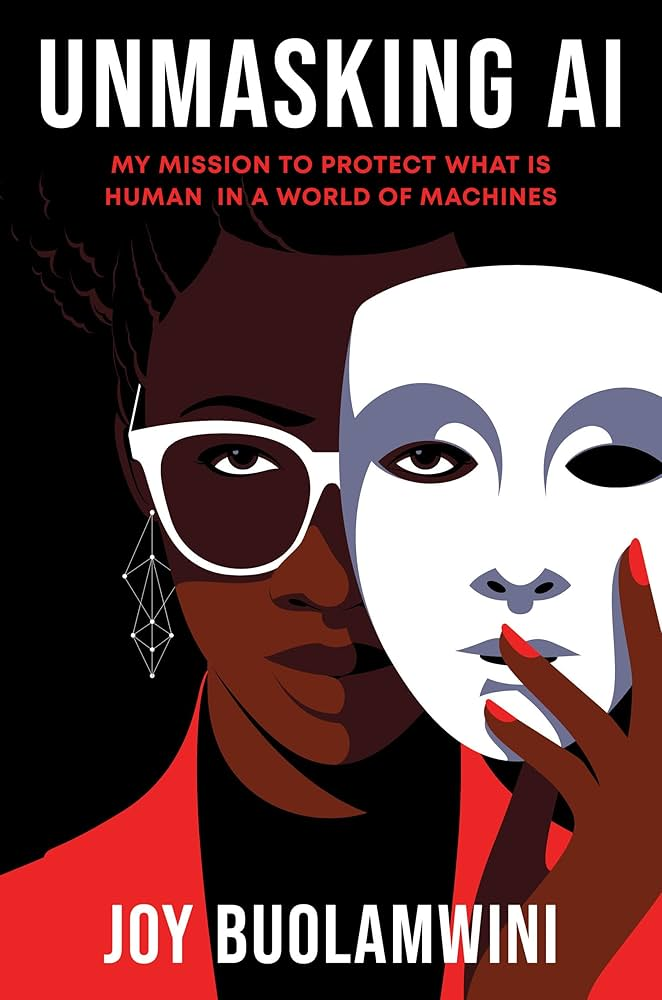 UNMASKING AI
MY MISSION TO PROTECT WHAT IS
HUMAN IN A WORLD OF MACHINES
JOY BUOLAMWINI